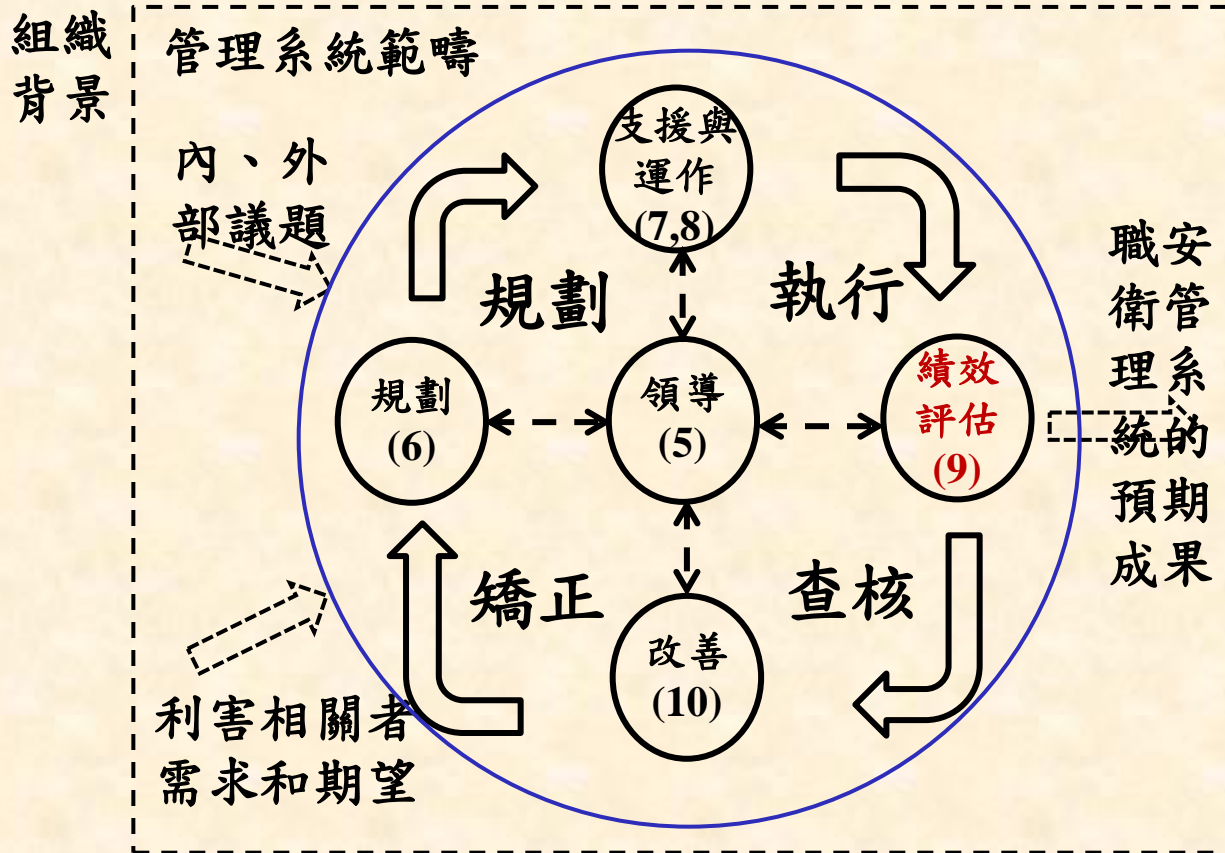 組織
背景
管理系統範疇
內、外
部議題
支援與
運作
(7,8)
規劃
執行
規劃
(6)
領導
(5)
績效
評估
(9)
職安
衛管
理系
統的
預期
成果
矯正
查核
改善
(10)
利害相關者
需求和期望